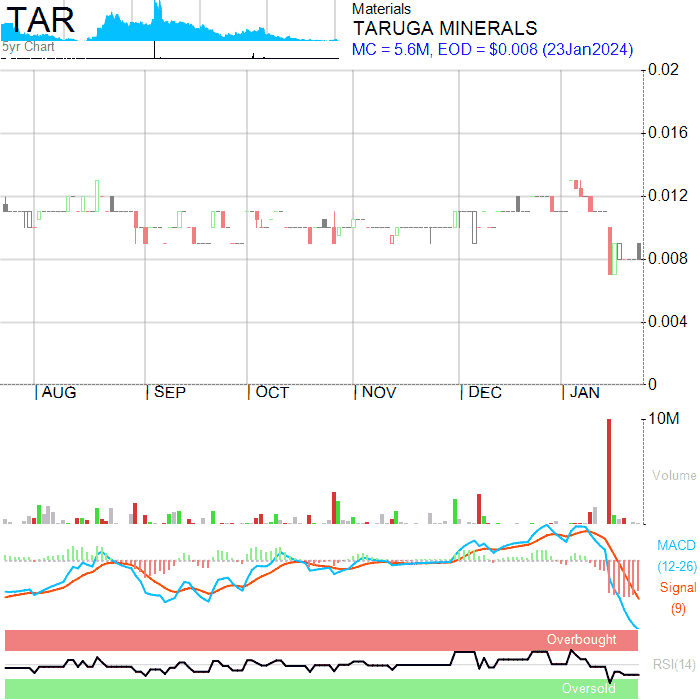 TAR
5yr Chart
Materials
TARUGA MINERALS
MC = 5.6M, EOD = $0.008 (23Jan2024)
0.02
0.016
0.012
0.008
0.004
0
AUG SEP OCT NOV DEC JAN
10M
Volume
MACD
(12-26)
Signal
(9)
Overbought
RSI(14)
Oversold